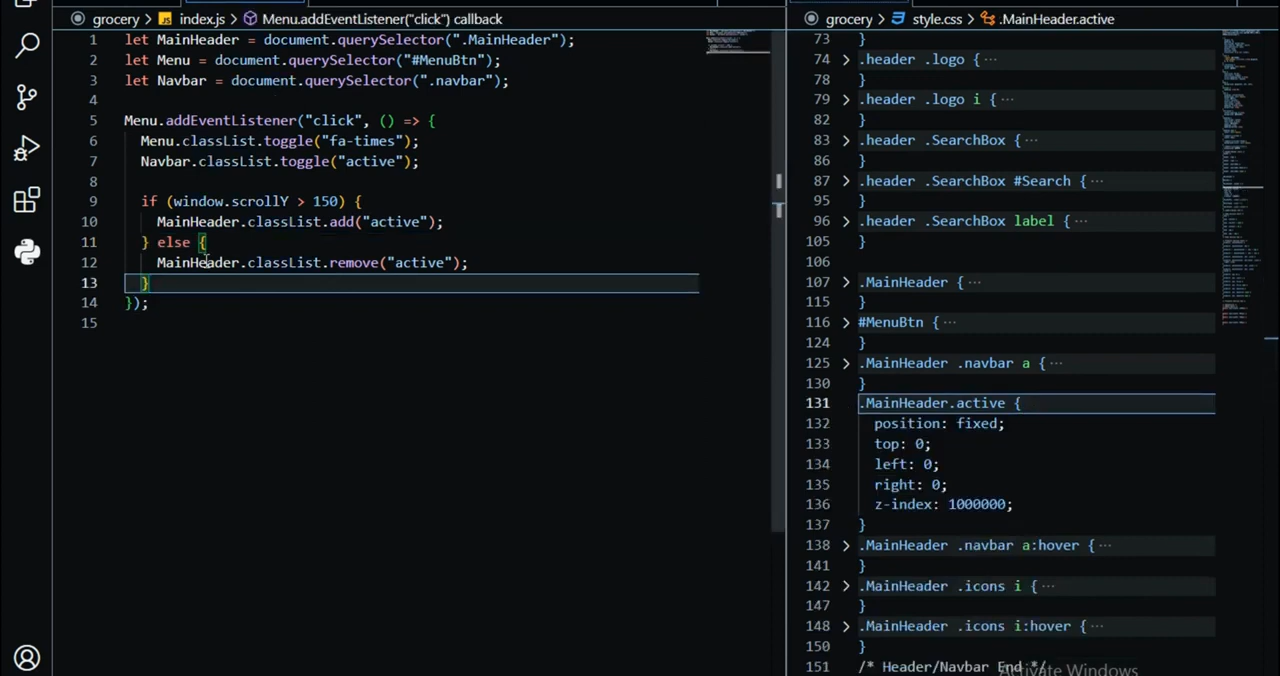 grocery > index.js > Menu.addEventListener("click") callback
1 let MainHeader = document.querySelector(".MainHeader");
2 let Menu = document.querySelector("#MenuBtn");
3 let Navbar = document.querySelector(".navbar");
4
5 Menu.addEventListener("click", () => {
6 Menu.classList.toggle("fa-times");
7 Navbar.classList.toggle("active");
8
9 if (window.scrollY > 150) {
10 MainHeader.classList.add("active");
11 } else {
12 MainHeader.classList.remove("active");
13 }
14 });
15
grocery > style.css > .MainHeader.active
73 }
74 > .header .logo { ...
78 }
79 > .header .logo i { ...
82 }
83 > .header .SearchBox { ...
86 }
87 > .header .SearchBox #Search { ...
95 }
96 > .header .SearchBox label { ...
105 }
106
107 > .MainHeader { ...
115 }
116 > #MenuBtn { ...
124 }
125 > .MainHeader .navbar a { ...
130 }
131 .MainHeader.active {
132 position: fixed;
133 top: 0;
134 left: 0;
135 right: 0;
136 z-index: 1000000;
137 }
138 > .MainHeader .navbar a:hover { ...
141 }
142 > .MainHeader .icons i { ...
147 }
148 > .MainHeader .icons i:hover { ...
150 }
151 /* Header/Navbar End */
Activate Windows